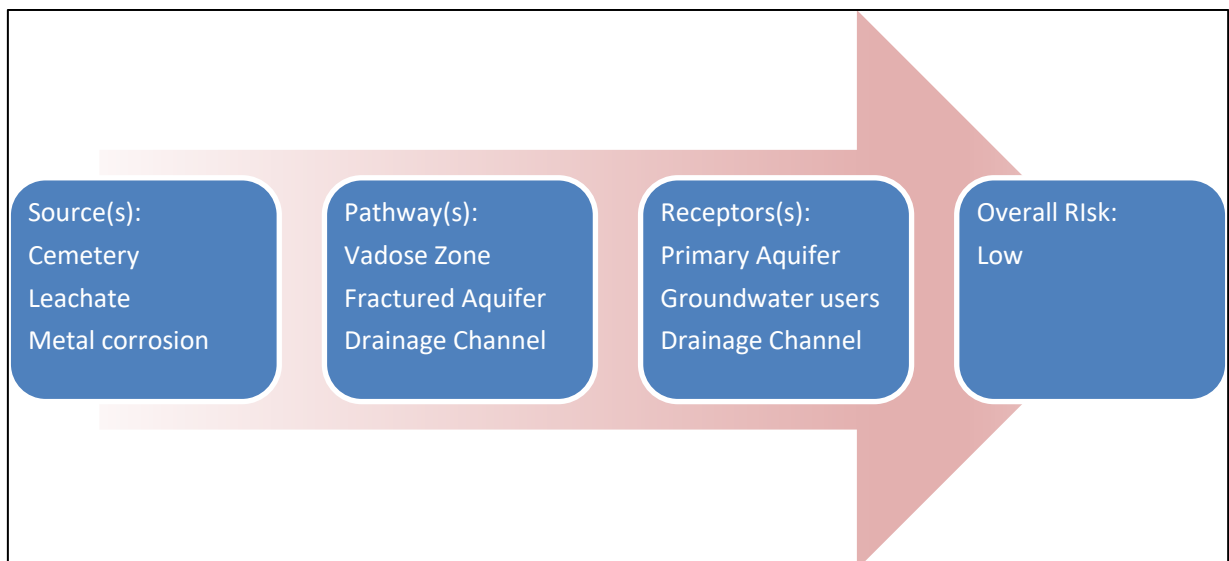 Source(s):
Cemetery
Leachate
Metal corrosion
Pathway(s):
Vadose Zone
Fractured Aquifer
Drainage Channel
Receptors(s):
Primary Aquifer
Groundwater users
Drainage Channel
Overall RIsk:
Low